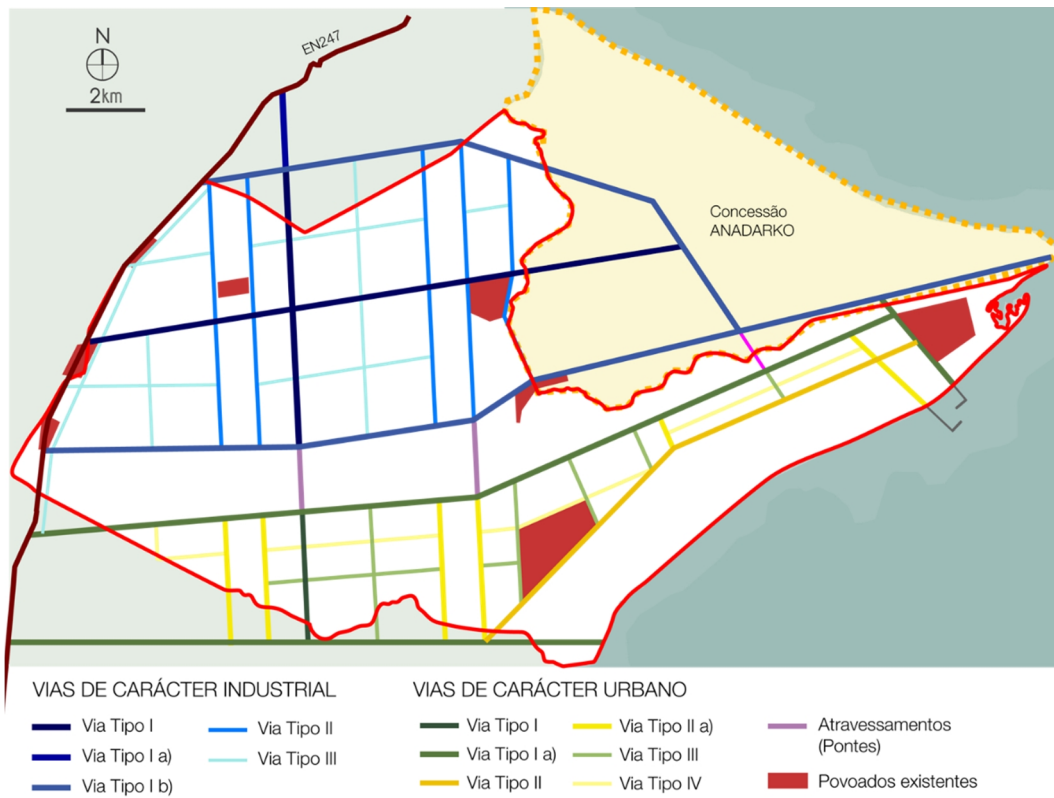 N
2km
EN247
Concessão
ANADARKO
VIAS DE CARÁCTER INDUSTRIAL
Via Tipo I
Via Tipo I a)
Via Tipo I b)
Via Tipo II
Via Tipo III
VIAS DE CARÁCTER URBANO
Via Tipo I
Via Tipo I a)
Via Tipo II
Via Tipo II a)
Via Tipo III
Via Tipo IV
Atravessamentos
(Pontes)
Povoados existentes